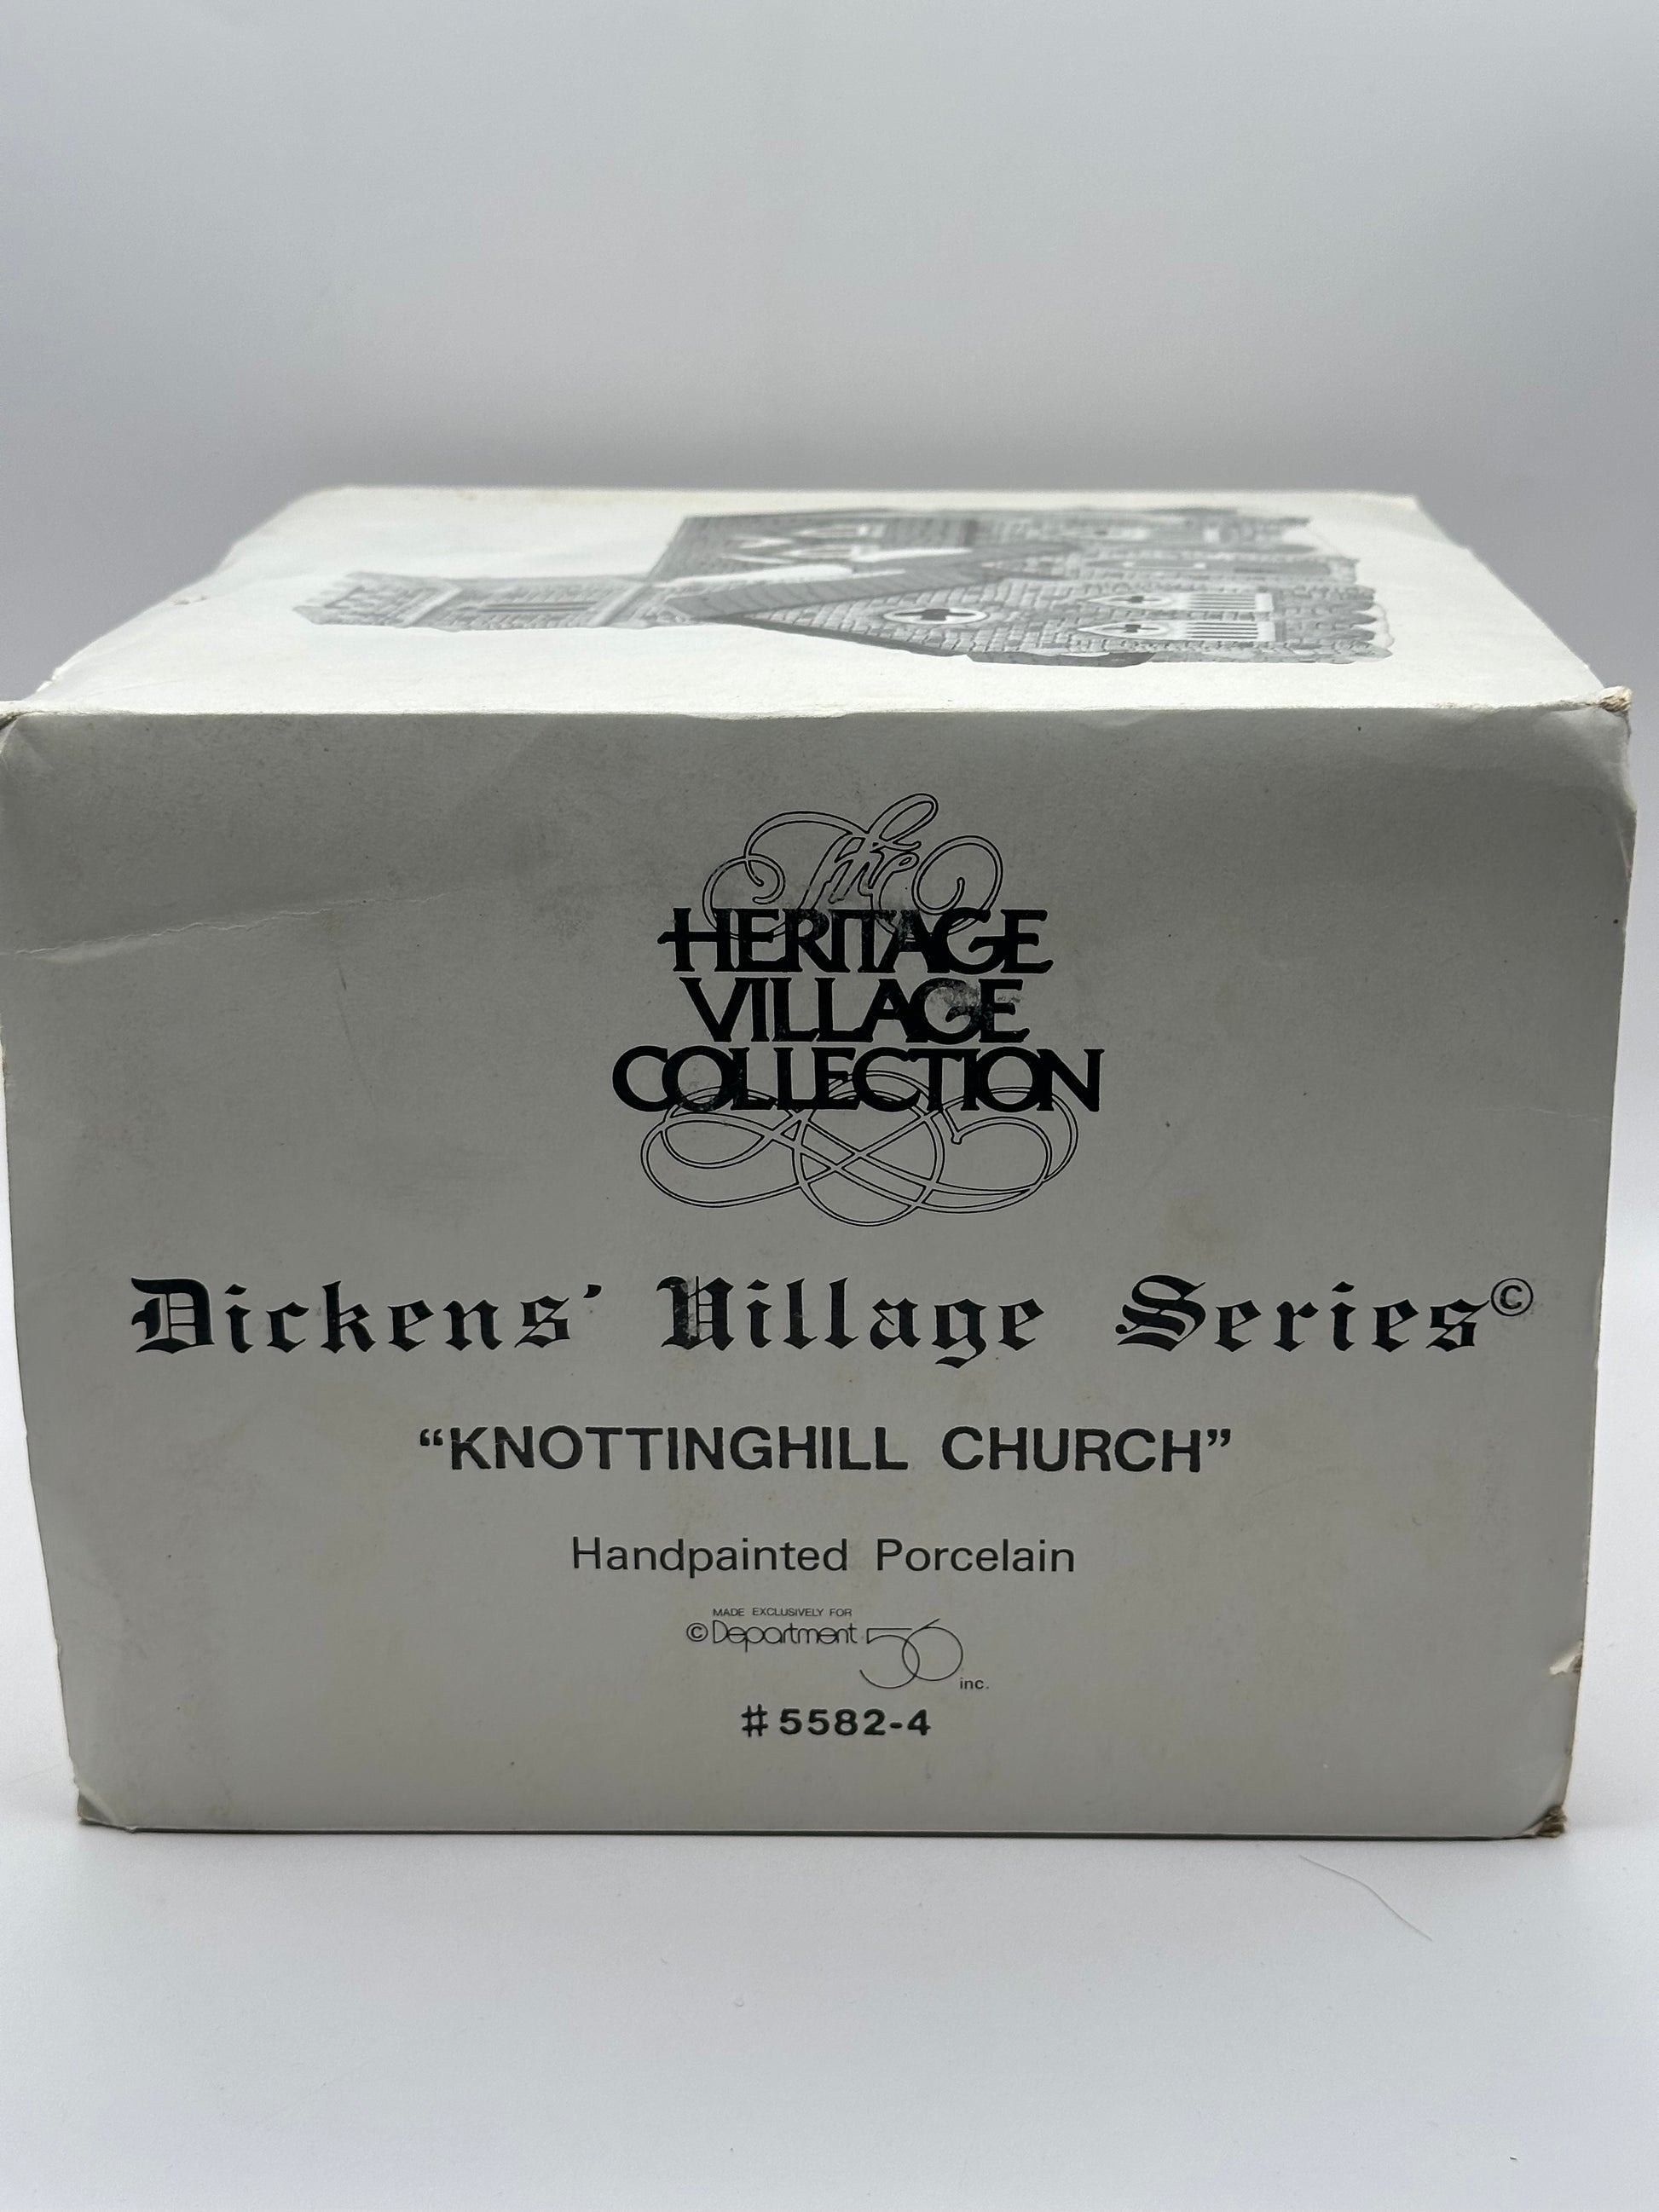 The
HERITAGE
VILLAGE
COLLECTION
Dickens' Village Series©
“KNOTTINGHILL CHURCH”
Handpainted Porcelain
MADE EXCLUSIVELY FOR
©Department 56 inc.
#5582-4